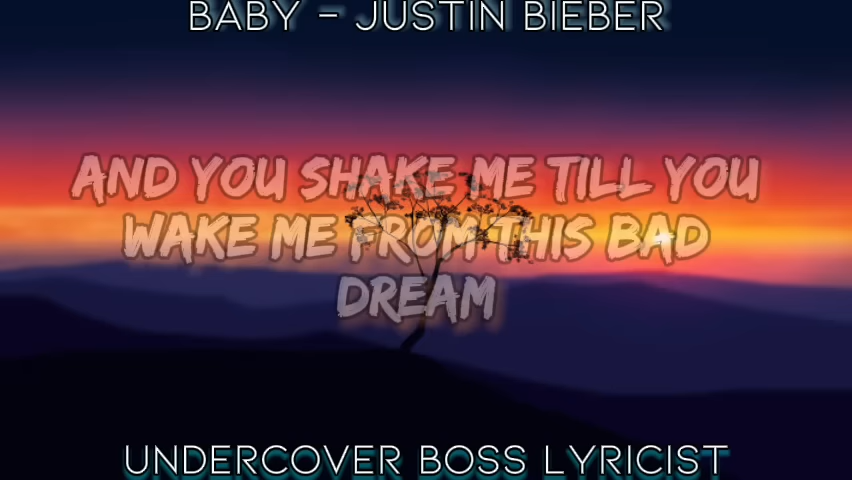 BABY - JUSTIN BIEBER
AND YOU SHAKE ME TILL YOU
WAKE ME FROM THIS BAD
DREAM
UNDERCOVER BOSS LYRICIST